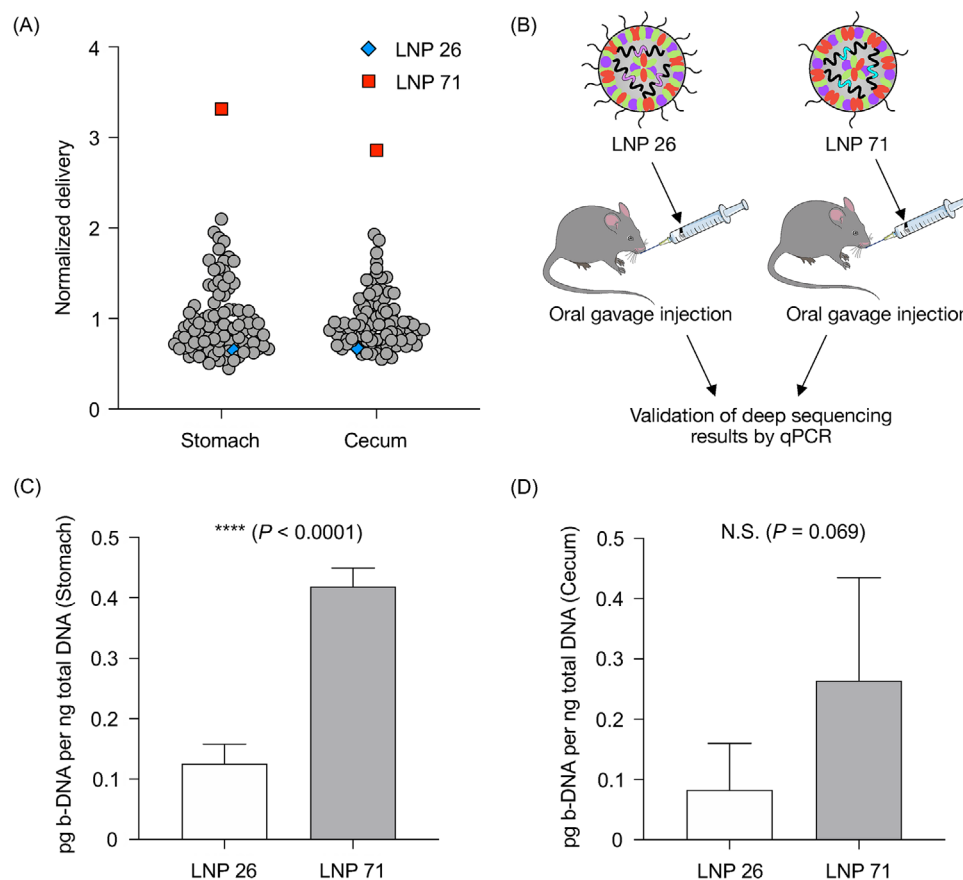 (A)
LNP 26
LNP 71
4
3
2
1
0
Normalized delivery
Stomach
Cecum
(B)
LNP 26
LNP 71
Oral gavage injection
Oral gavage injection
Validation of deep sequencing
results by qPCR
(C)
**** (P < 0.0001)
0.5
0.4
0.3
0.2
0.1
0
pg b-DNA per ng total DNA (Stomach)
LNP 26
LNP 71
(D)
N.S. (P = 0.069)
0.5
0.4
0.3
0.2
0.1
0
pg b-DNA per ng total DNA (Cecum)
LNP 26
LNP 71